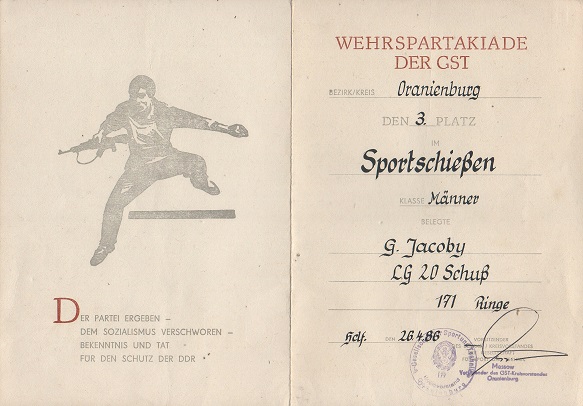 DER PARTEI ERGEBEN –
DEM SOZIALISMUS VERSCHWOREN –
BEKENNTNIS UND TAT
FÜR DEN SCHUTZ DER DDR
WEHRSPARTAKIADE
DER GST
BEZIRK/KREIS Oranienburg
DEN 3. PLATZ
IM
Sportschießen
KLASSE Männer
BELEGTE
G. Jacoby
LG 20 Schuß
171 Ringe
DEN 26.4.86
VORSITZENDER
Massow
Vorsitzender des GST-Kreisvorstandes
Oranienburg